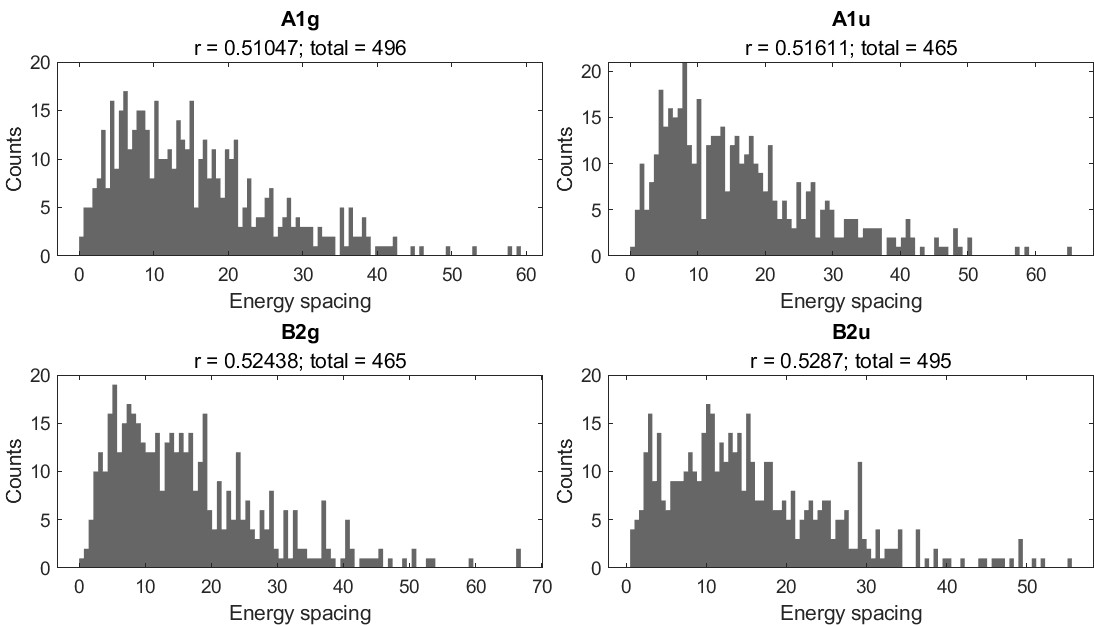 A1g
r = 0.51047; total = 496
20
15
10
5
0
Counts
0 10 20 30 40 50 60
Energy spacing
A1u
r = 0.51611; total = 465
20
15
10
5
0
Counts
0 10 20 30 40 50 60
Energy spacing
B2g
r = 0.52438; total = 465
20
15
10
5
0
Counts
0 10 20 30 40 50 60 70
Energy spacing
B2u
r = 0.5287; total = 495
20
15
10
5
0
Counts
0 10 20 30 40 50
Energy spacing